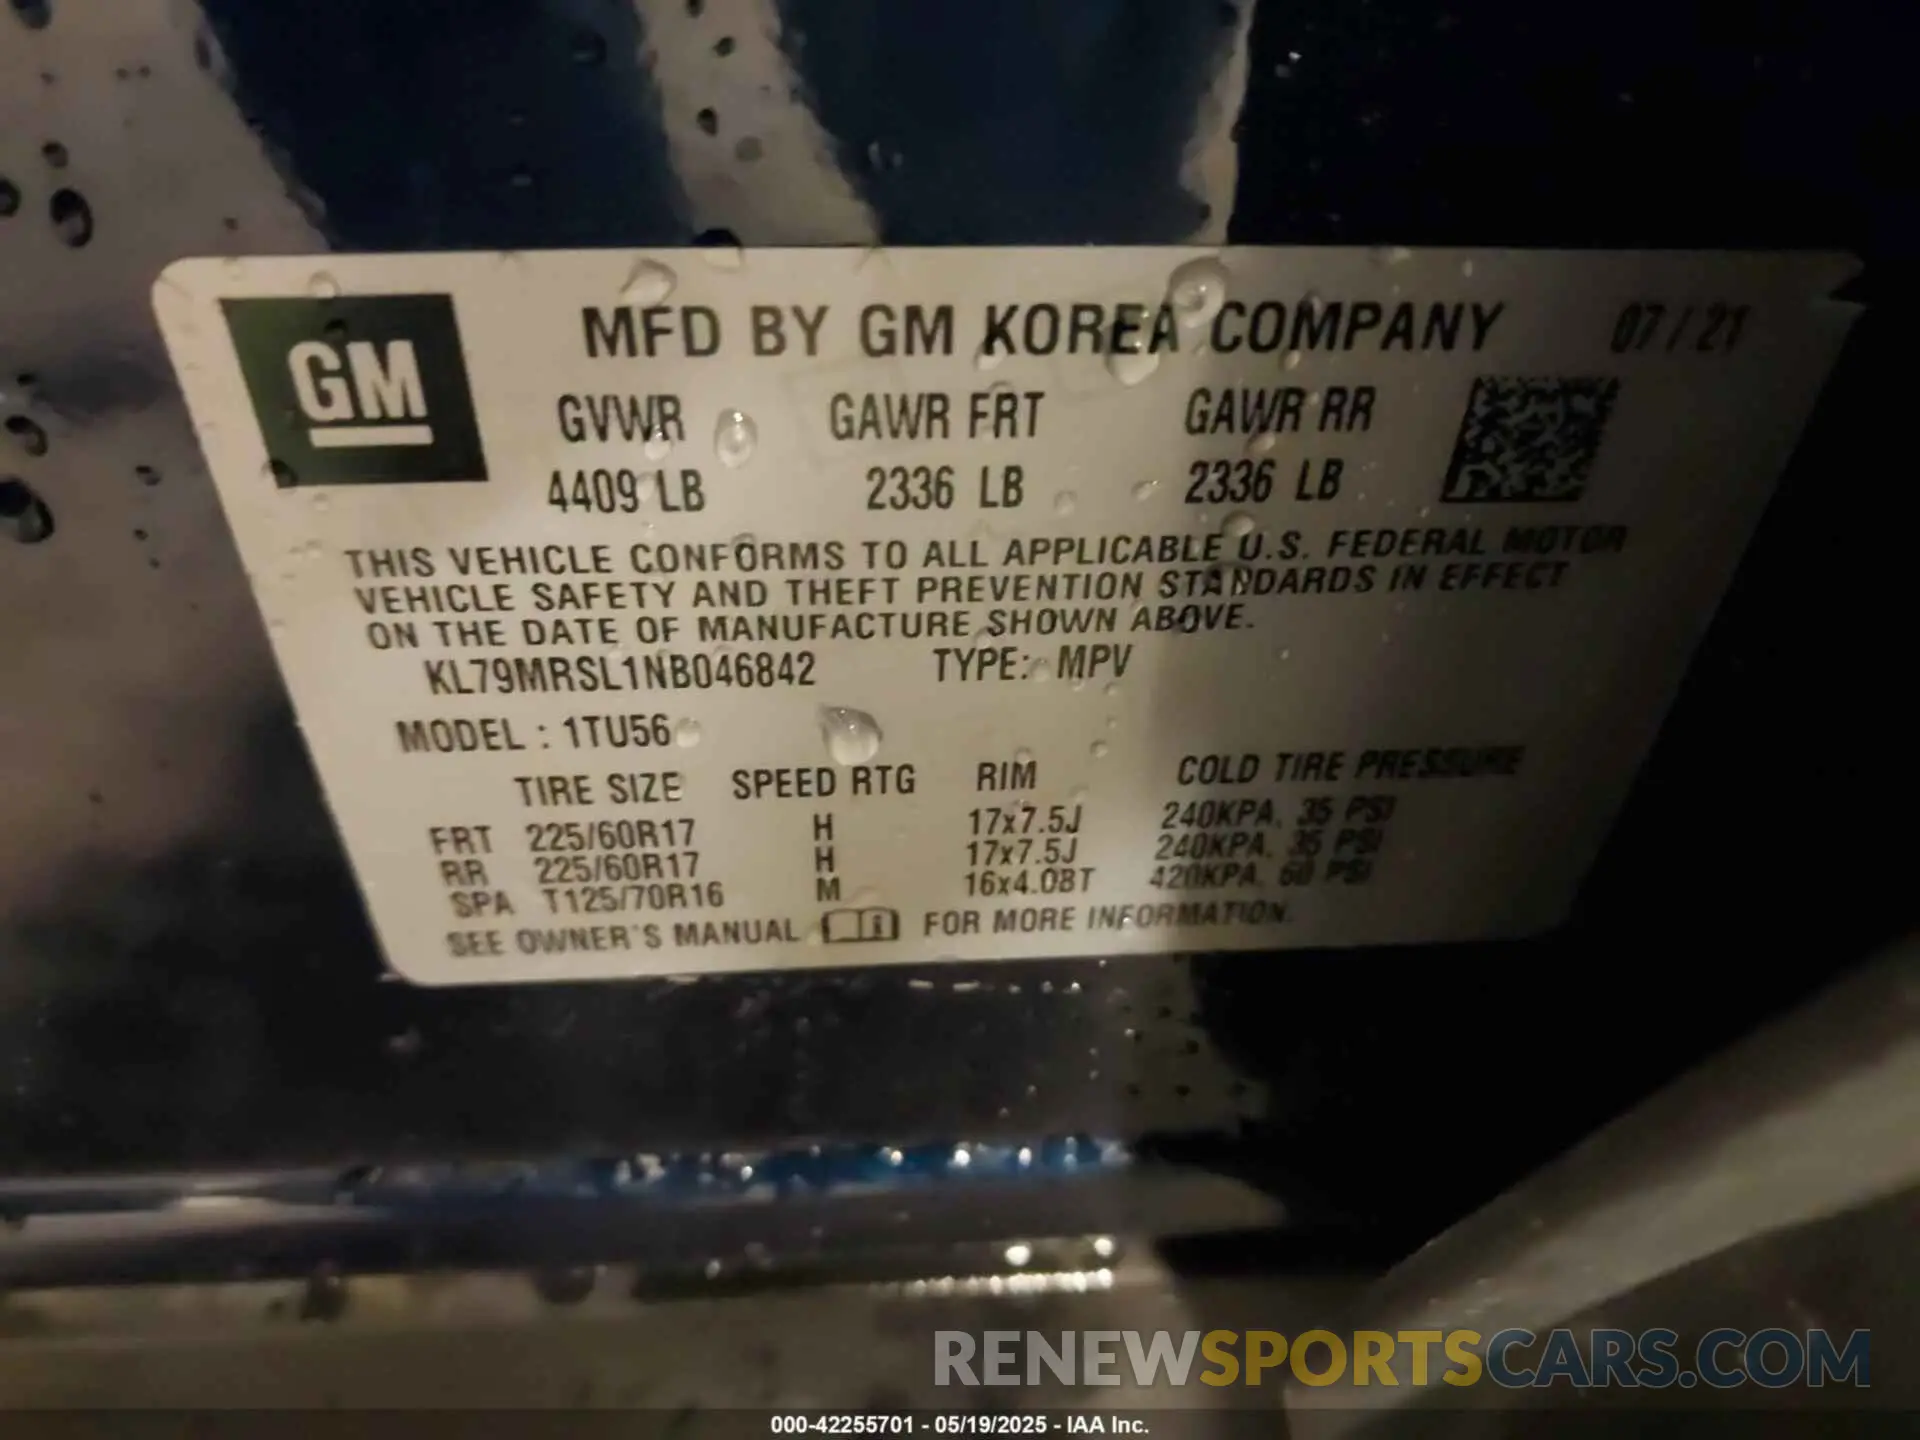 GM
MFD BY GM KOREA COMPANY 07/21
GVWR GAWR FRT GAWR RR
4409 LB 2336 LB 2336 LB
THIS VEHICLE CONFORMS TO ALL APPLICABLE U.S. FEDERAL MOTOR
VEHICLE SAFETY AND THEFT PREVENTION STANDARDS IN EFFECT
ON THE DATE OF MANUFACTURE SHOWN ABOVE.
KL79MRSL1NB046842 TYPE: MPV
MODEL : 1TU56
TIRE SIZE SPEED RTG RIM COLD TIRE PRESSURE
FRT 225/60R17 H 17x7.5J 240KPA, 35 PSI
RR 225/60R17 H 17x7.5J 240KPA, 35 PSI
SPA T125/70R16 M 16x4.0BT 420KPA, 60 PSI
SEE OWNER'S MANUAL FOR MORE INFORMATION.
RENEWSPORTSCARS.COM
000-42255701 - 05/19/2025 - IAA Inc.